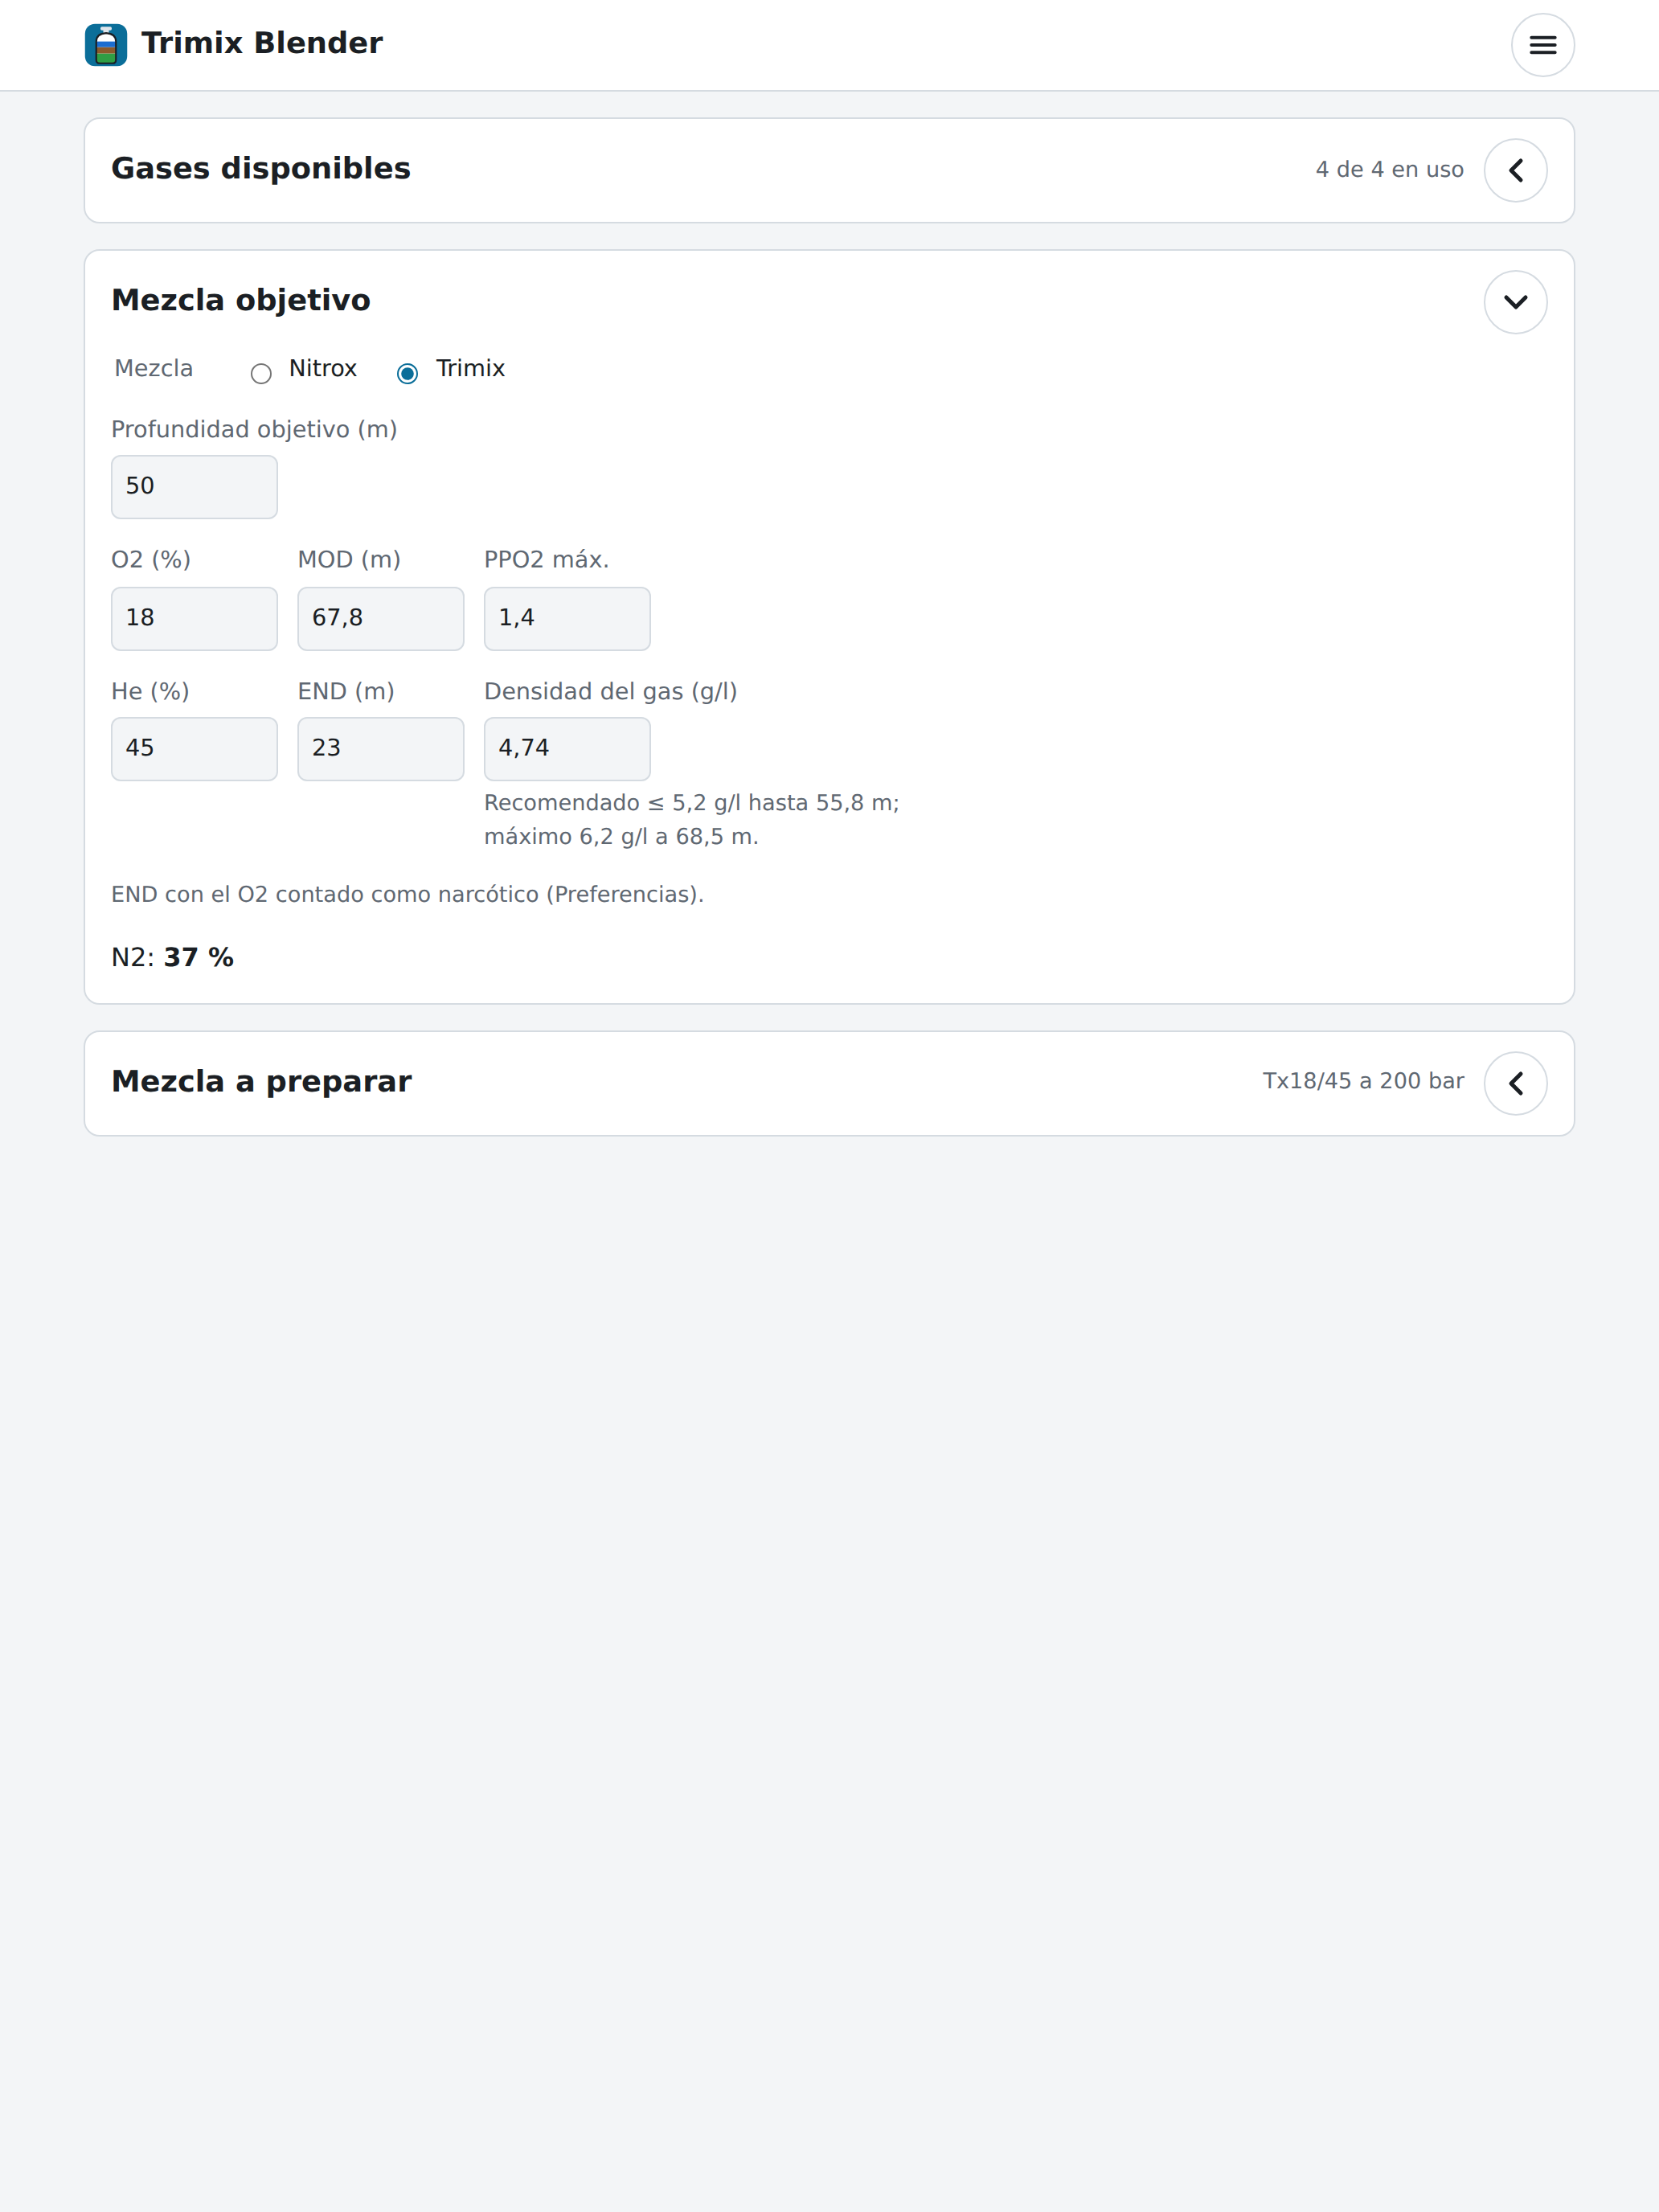 Trimix Blender
Gases disponibles
4 de 4 en uso
Mezcla objetivo
Mezcla Nitrox Trimix
Profundidad objetivo (m)
50
O2 (%) MOD (m) PPO2 máx.
18 67,8 1,4
He (%) END (m) Densidad del gas (g/l)
45 23 4,74
Recomendado ≤ 5,2 g/l hasta 55,8 m;
máximo 6,2 g/l a 68,5 m.
END con el O2 contado como narcótico (Preferencias).
N2: 37 %
Mezcla a preparar
Tx18/45 a 200 bar